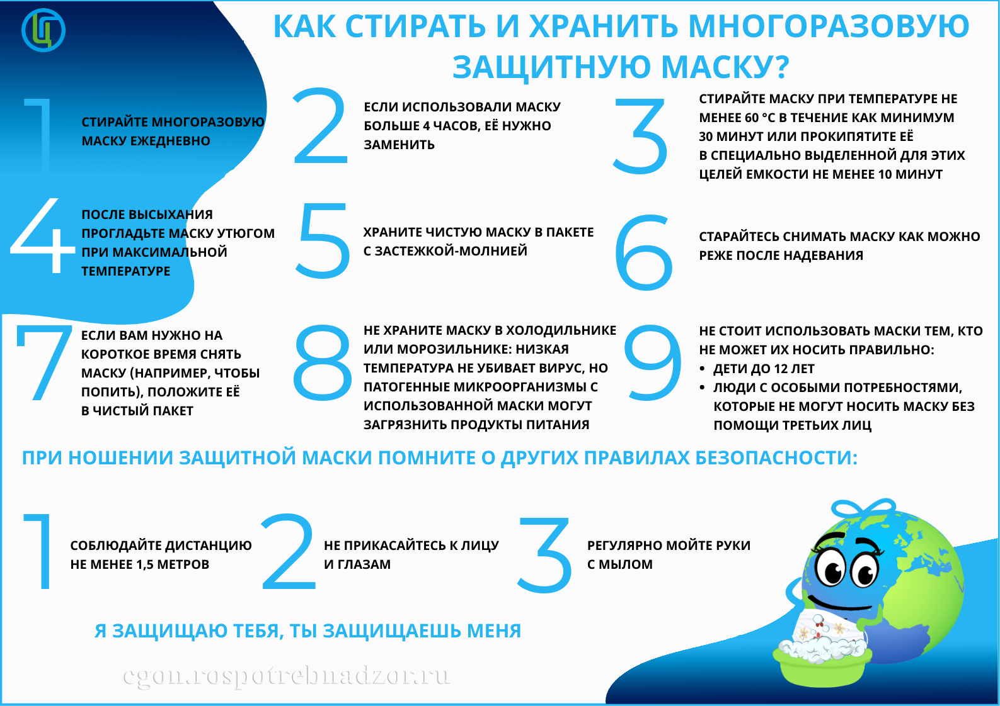 КАК СТИРАТЬ И ХРАНИТЬ МНОГОРАЗОВУЮ
ЗАЩИТНУЮ МАСКУ?
1
СТИРАЙТЕ МНОГОРАЗОВУЮ
МАСКУ ЕЖЕДНЕВНО
2
ЕСЛИ ИСПОЛЬЗОВАЛИ МАСКУ
БОЛЬШЕ 4 ЧАСОВ, ЕЁ НУЖНО
ЗАМЕНИТЬ
3
СТИРАЙТЕ МАСКУ ПРИ ТЕМПЕРАТУРЕ НЕ
МЕНЕЕ 60 °С В ТЕЧЕНИЕ КАК МИНИМУМ
30 МИНУТ ИЛИ ПРОКИПЯТИТЕ ЕЁ
В СПЕЦИАЛЬНО ВЫДЕЛЕННОЙ ДЛЯ ЭТИХ
ЦЕЛЕЙ ЕМКОСТИ НЕ МЕНЕЕ 10 МИНУТ
4
ПОСЛЕ ВЫСЫХАНИЯ
ПРОГЛАДЬТЕ МАСКУ УТЮГОМ
ПРИ МАКСИМАЛЬНОЙ
ТЕМПЕРАТУРЕ
5
ХРАНИТЕ ЧИСТУЮ МАСКУ В ПАКЕТЕ
С ЗАСТЕЖКОЙ-МОЛНИЕЙ
6
СТАРАЙТЕСЬ СНИМАТЬ МАСКУ КАК МОЖНО
РЕЖЕ ПОСЛЕ НАДЕВАНИЯ
7
ЕСЛИ ВАМ НУЖНО НА
КОРОТКОЕ ВРЕМЯ СНЯТЬ
МАСКУ (НАПРИМЕР, ЧТОБЫ
ПОПИТЬ), ПОЛОЖИТЕ ЕЁ
В ЧИСТЫЙ ПАКЕТ
8
НЕ ХРАНИТЕ МАСКУ В ХОЛОДИЛЬНИКЕ
ИЛИ МОРОЗИЛЬНИКЕ: НИЗКАЯ
ТЕМПЕРАТУРА НЕ УБИВАЕТ ВИРУС, НО
ПАТОГЕННЫЕ МИКРООРГАНИЗМЫ С
ИСПОЛЬЗОВАННОЙ МАСКИ МОГУТ
ЗАГРЯЗНИТЬ ПРОДУКТЫ ПИТАНИЯ
9
НЕ СТОИТ ИСПОЛЬЗОВАТЬ МАСКИ ТЕМ, КТО
НЕ МОЖЕТ ИХ НОСИТЬ ПРАВИЛЬНО:
• ДЕТИ ДО 12 ЛЕТ
• ЛЮДИ С ОСОБЫМИ ПОТРЕБНОСТЯМИ,
КОТОРЫЕ НЕ МОГУТ НОСИТЬ МАСКУ БЕЗ
ПОМОЩИ ТРЕТЬИХ ЛИЦ
ПРИ НОШЕНИИ ЗАЩИТНОЙ МАСКИ ПОМНИТЕ О ДРУГИХ ПРАВИЛАХ БЕЗОПАСНОСТИ:
1
СОБЛЮДАЙТЕ ДИСТАНЦИЮ
НЕ МЕНЕЕ 1,5 МЕТРОВ
2
НЕ ПРИКАСАЙТЕСЬ К ЛИЦУ
И ГЛАЗАМ
3
РЕГУЛЯРНО МОЙТЕ РУКИ
С МЫЛОМ
Я ЗАЩИЩАЮ ТЕБЯ, ТЫ ЗАЩИЩАЕШЬ МЕНЯ
cgon.rospotrebnadzor.ru